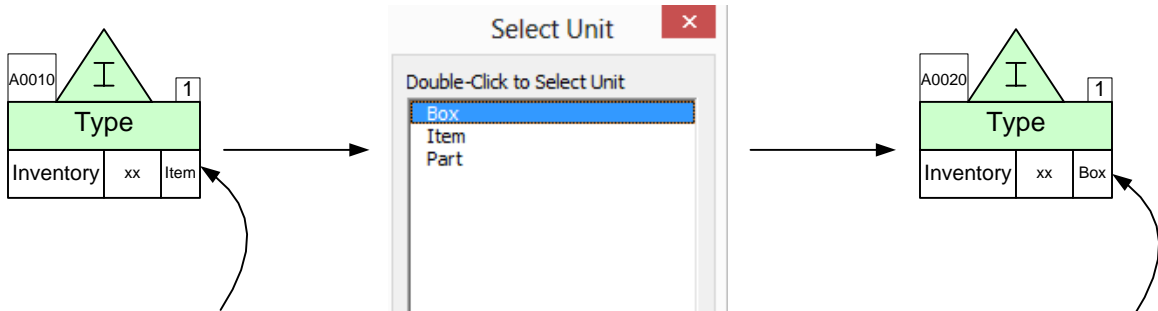 A0010
I
1
Type
Inventory xx Item
Select Unit
Double-Click to Select Unit
Box
Item
Part
A0020
I
1
Type
Inventory xx Box